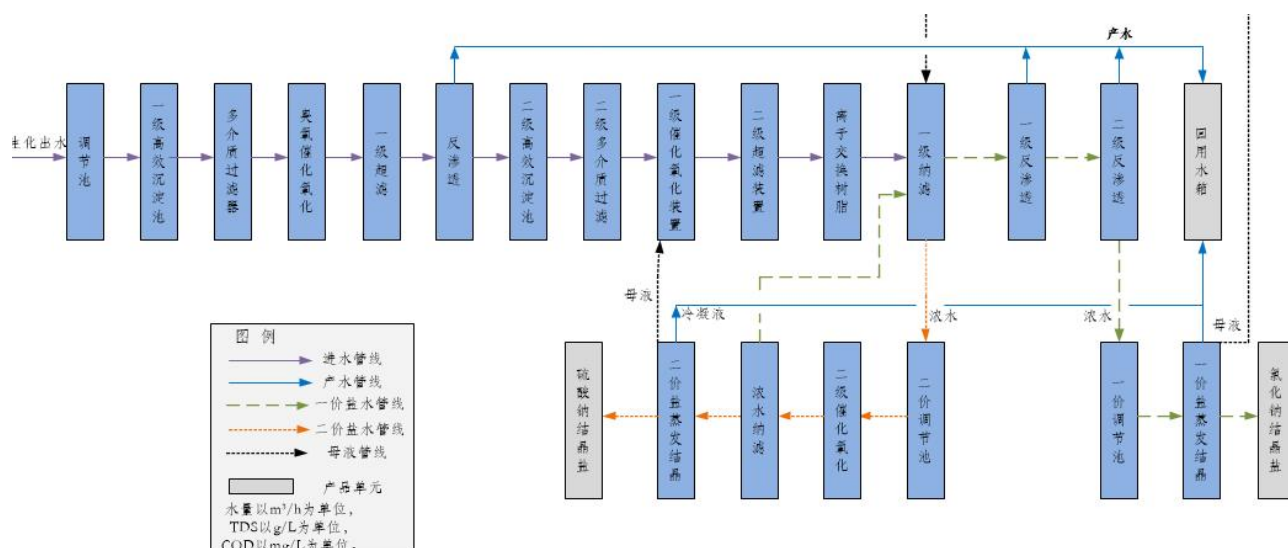 产水
生化出水
调节池
一级高效沉淀池
多介质过滤器
臭氧催化氧化
一级超滤
反渗透
二级高效沉淀池
二级多介质过滤
一级催化氧化装置
二级超滤装置
离子交换树脂
一级纳滤
一级反渗透
二级反渗透
回用水箱
母液
冷凝液
浓水
浓水
母液
硫酸钠结晶盐
二价盐蒸发结晶
浓水纳滤
二级催化氧化
二价调节池
一价调节池
一价盐蒸发结晶
氯化钠结晶盐
图 例
进水管线
产水管线
一价盐水管线
二价盐水管线
母液管线
产品单元
水量以m³/h为单位,
TDS以g/L为单位,
COD以mg/L为单位,